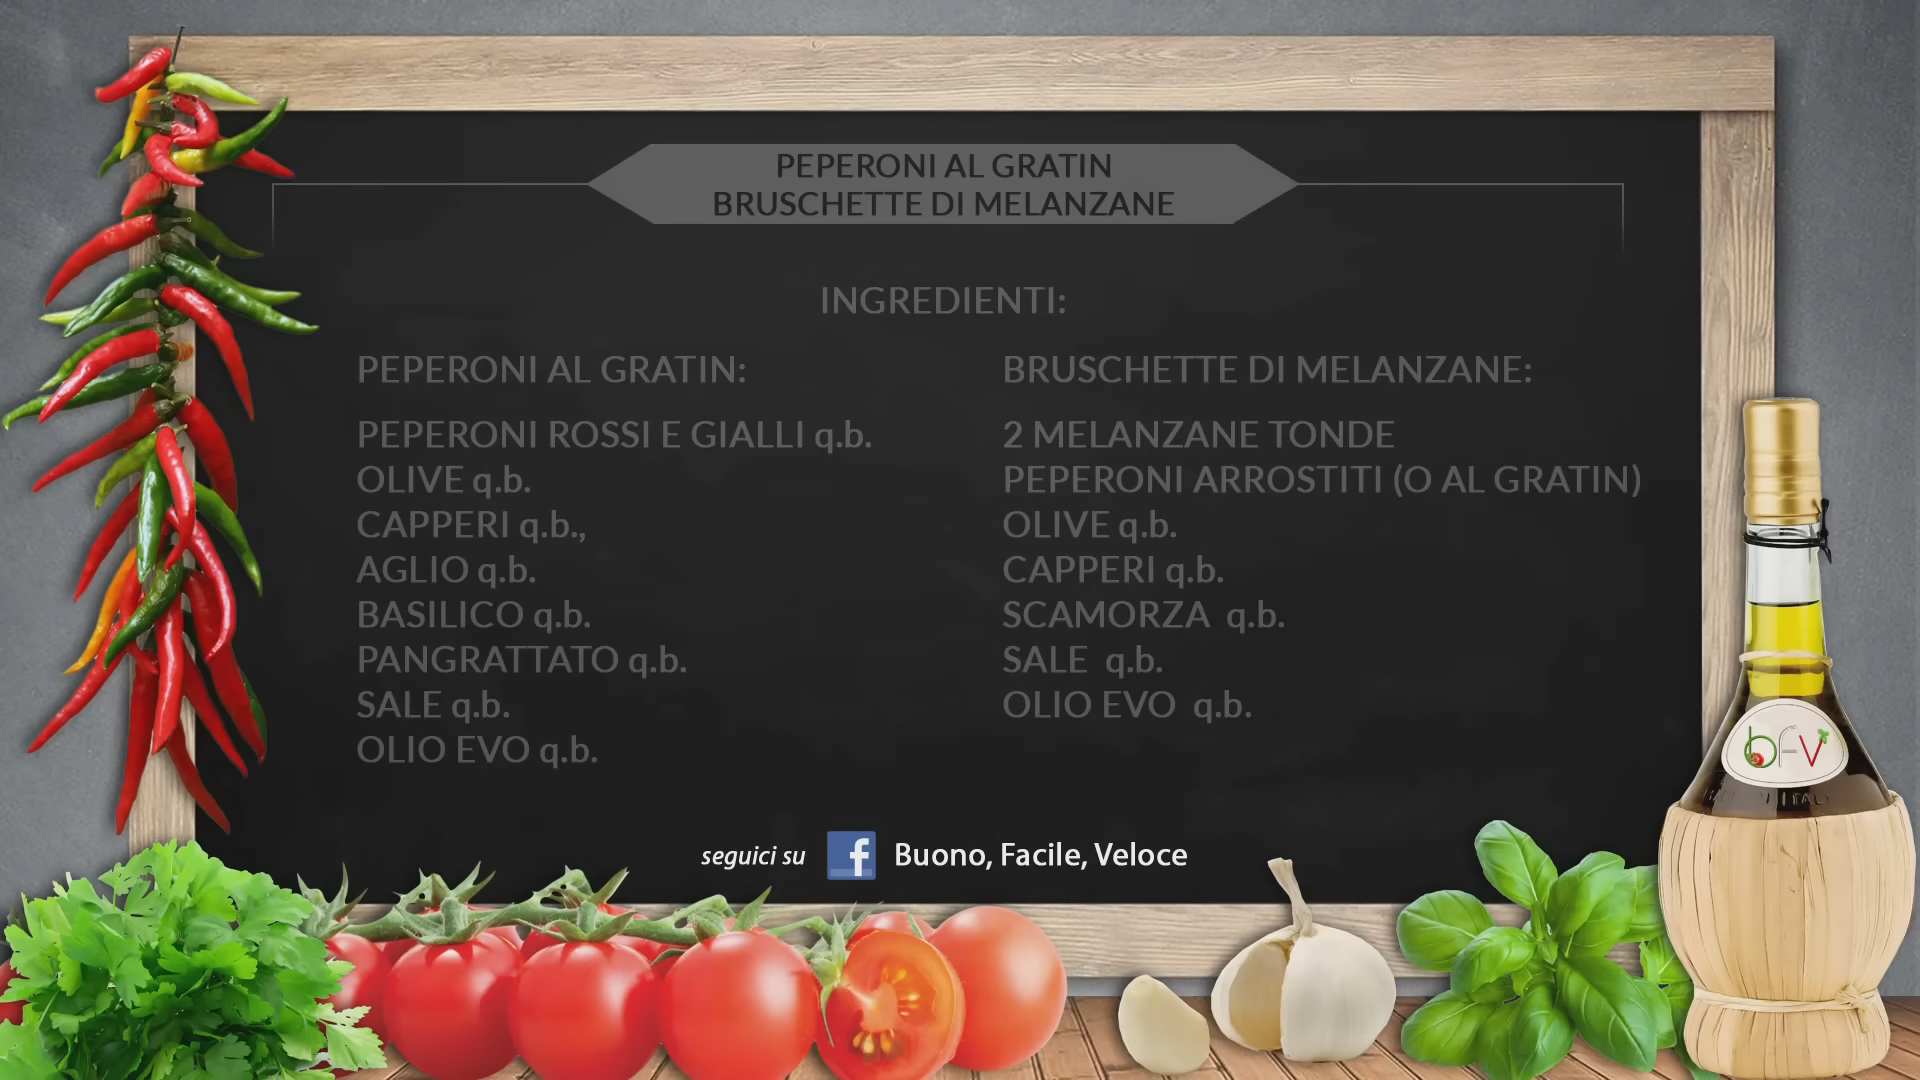 PEPERONI AL GRATIN
BRUSCHETTE DI MELANZANE
INGREDIENTI:
PEPERONI AL GRATIN:
PEPERONI ROSSI E GIALLI q.b.
OLIVE q.b.
CAPPERI q.b.,
AGLIO q.b.
BASILICO q.b.
PANGRATTATO q.b.
SALE q.b.
OLIO EVO q.b.
BRUSCHETTE DI MELANZANE:
2 MELANZANE TONDE
PEPERONI ARROSTITI (O AL GRATIN)
OLIVE q.b.
CAPPERI q.b.
SCAMORZA q.b.
SALE q.b.
OLIO EVO q.b.
seguici su f Buono, Facile, Veloce
bfv